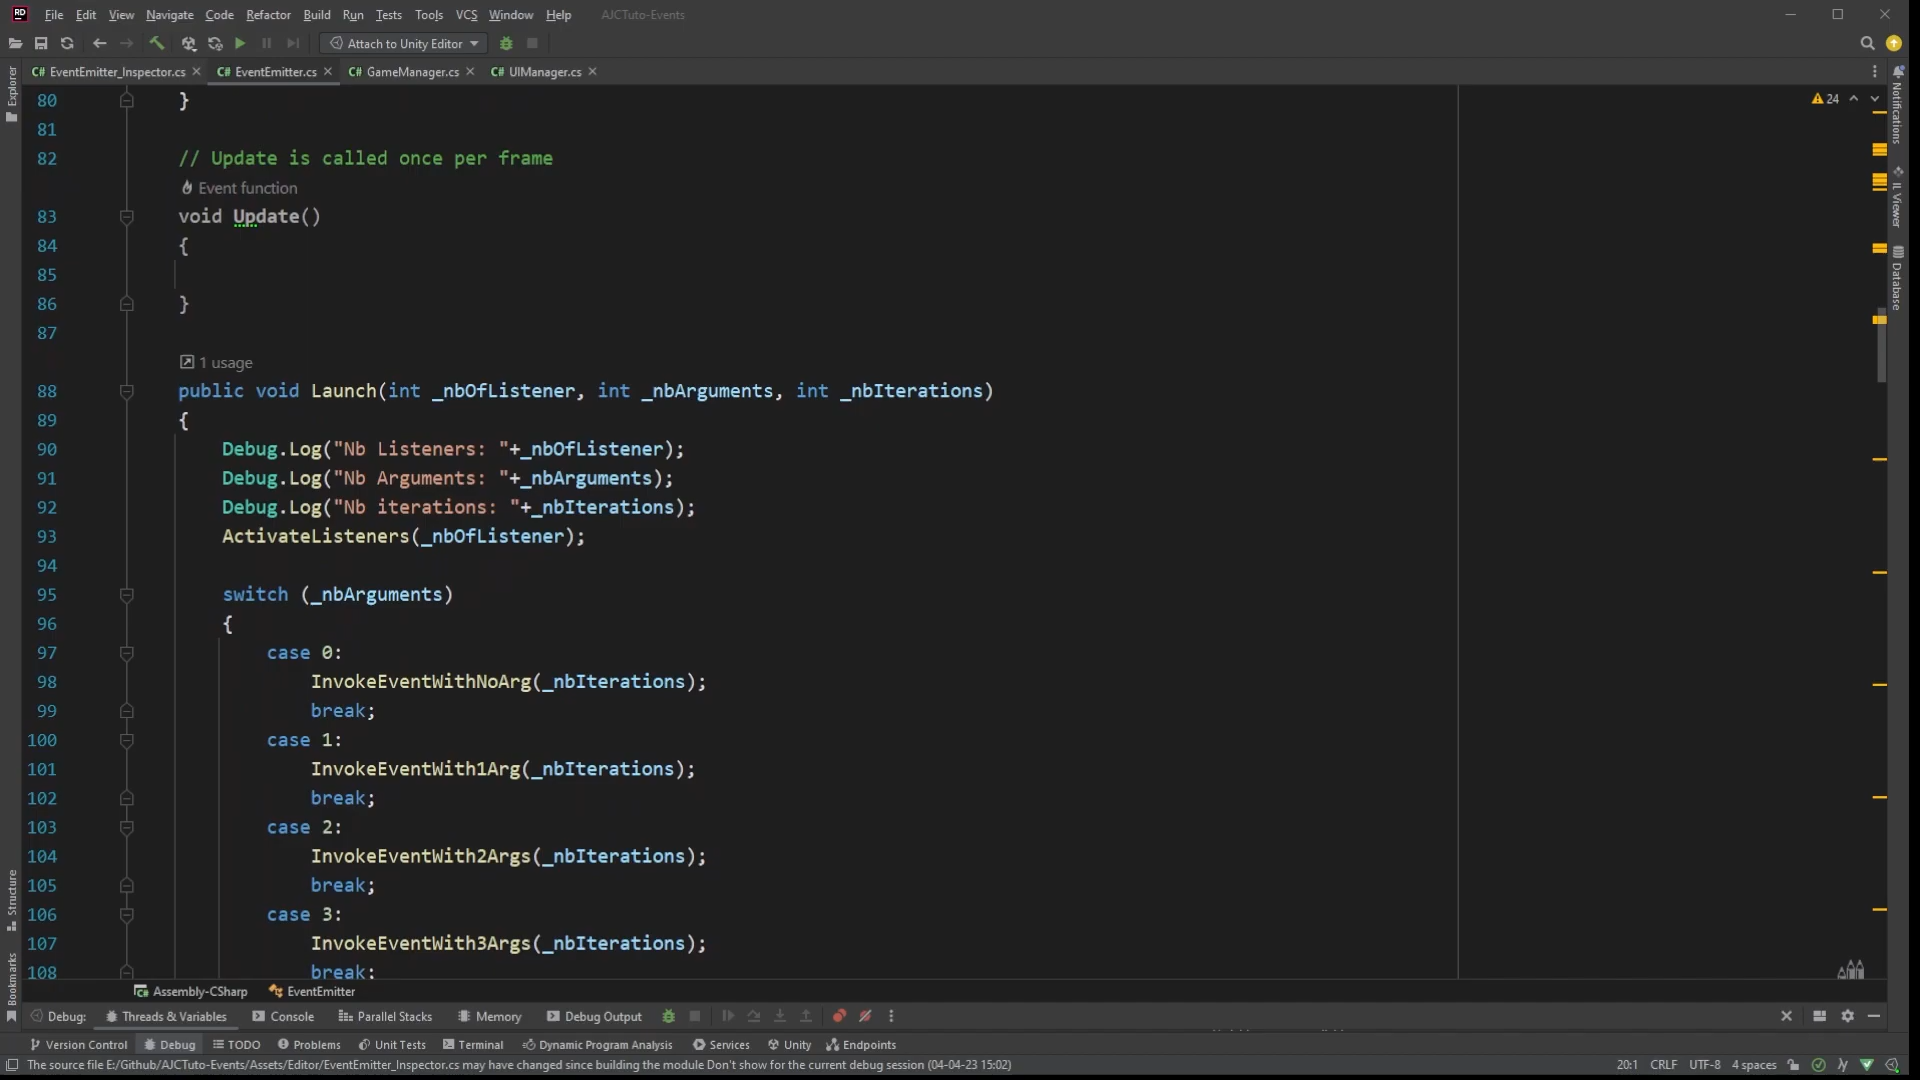 RD File Edit View Navigate Code Refactor Build Run Tests Tools VCS Window Help AJCTuto-Events
Attach to Unity Editor
C# EventEmitter_Inspector.cs C# EventEmitter.cs C# GameManager.cs C# UIManager.cs
Explorer
Structure
Bookmarks
24
Notifications
IL Viewer
Database
80 }
81
82 // Update is called once per frame
Event function
83 void Update()
84 {
85
86 }
87
1 usage
88 public void Launch(int _nbOfListener, int _nbArguments, int _nbIterations)
89 {
90 Debug.Log("Nb Listeners: "+_nbOfListener);
91 Debug.Log("Nb Arguments: "+_nbArguments);
92 Debug.Log("Nb iterations: "+_nbIterations);
93 ActivateListeners(_nbOfListener);
94
95 switch (_nbArguments)
96 {
97 case 0:
98 InvokeEventWithNoArg(_nbIterations);
99 break;
100 case 1:
101 InvokeEventWith1Arg(_nbIterations);
102 break;
103 case 2:
104 InvokeEventWith2Args(_nbIterations);
105 break;
106 case 3:
107 InvokeEventWith3Args(_nbIterations);
108 break;
Assembly-CSharp EventEmitter
Debug: Threads & Variables Console Parallel Stacks Memory Debug Output
Version Control Debug TODO Problems Unit Tests Terminal Dynamic Program Analysis Services Unity Endpoints
The source file E:/Github/AJCTuto-Events/Assets/Editor/EventEmitter_Inspector.cs may have changed since building the module Don't show for the current debug session (04-04-23 15:02) 20:1 CRLF UTF-8 4 spaces